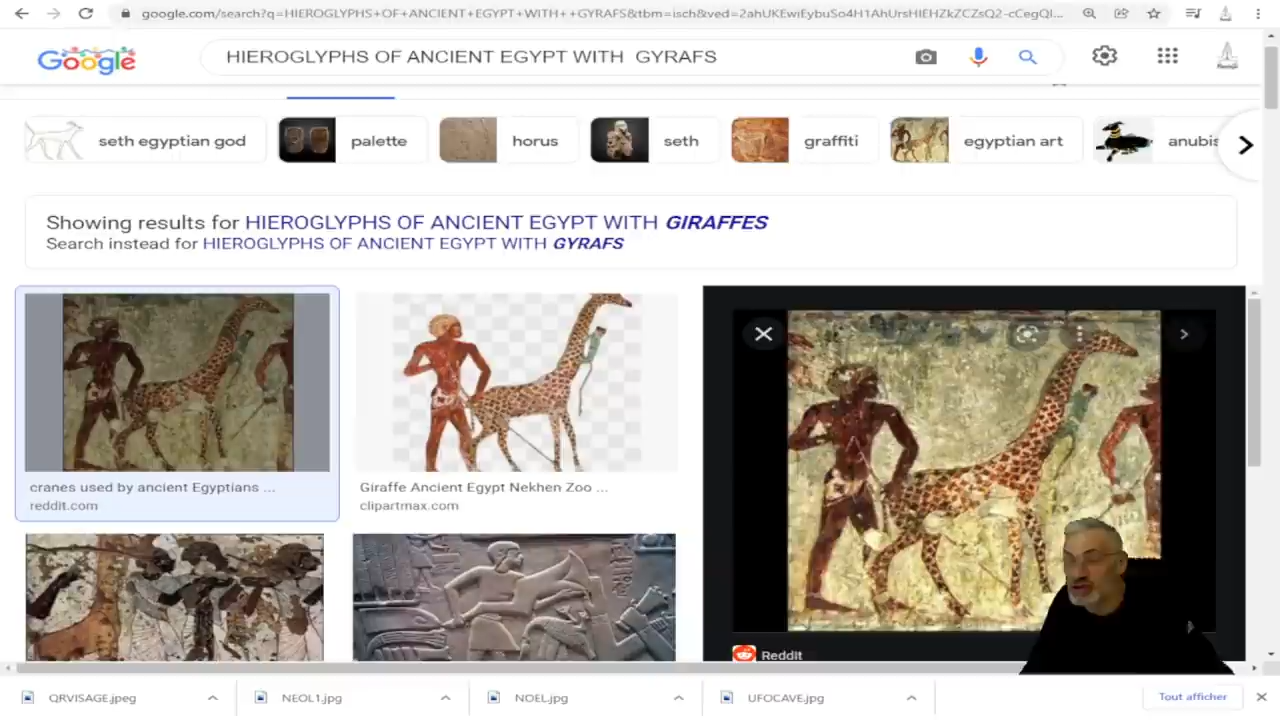 google.com/search?q=HIEROGLYPHS+OF+ANCIENT+EGYPT+WITH++GYRAFS&tbm=isch&ved=2ahUKEwiEybuSo4H1AhUrsHIEHZkZCZsQ2-cCegQI...
Google
HIEROGLYPHS OF ANCIENT EGYPT WITH  GYRAFS
seth egyptian god
palette
horus
seth
graffiti
egyptian art
anubis
Showing results for HIEROGLYPHS OF ANCIENT EGYPT WITH GIRAFFES
Search instead for HIEROGLYPHS OF ANCIENT EGYPT WITH GYRAFS
cranes used by ancient Egyptians ...
reddit.com
Giraffe Ancient Egypt Nekhen Zoo ...
clipartmax.com
Reddit
QRVISAGE.jpeg
NEOL1.jpg
NOEL.jpg
UFOCAVE.jpg
Tout afficher